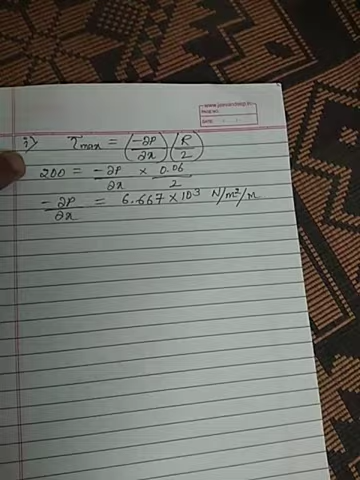 i) τmax = (-∂P/∂x) (R/2)
200 = -∂P/∂x × 0.06/2
-∂P/∂x = 6.667 × 10³ N/m²/m